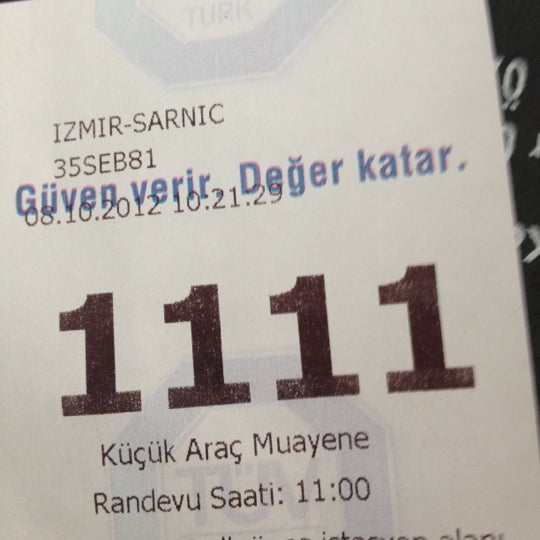 TÜRK
IZMIR-SARNIC
35SEB81
Güven verir. Değer katar.
08.10.2012 10:21:29
1111
Küçük Araç Muayene
TÜM
Randevu Saati: 11:00